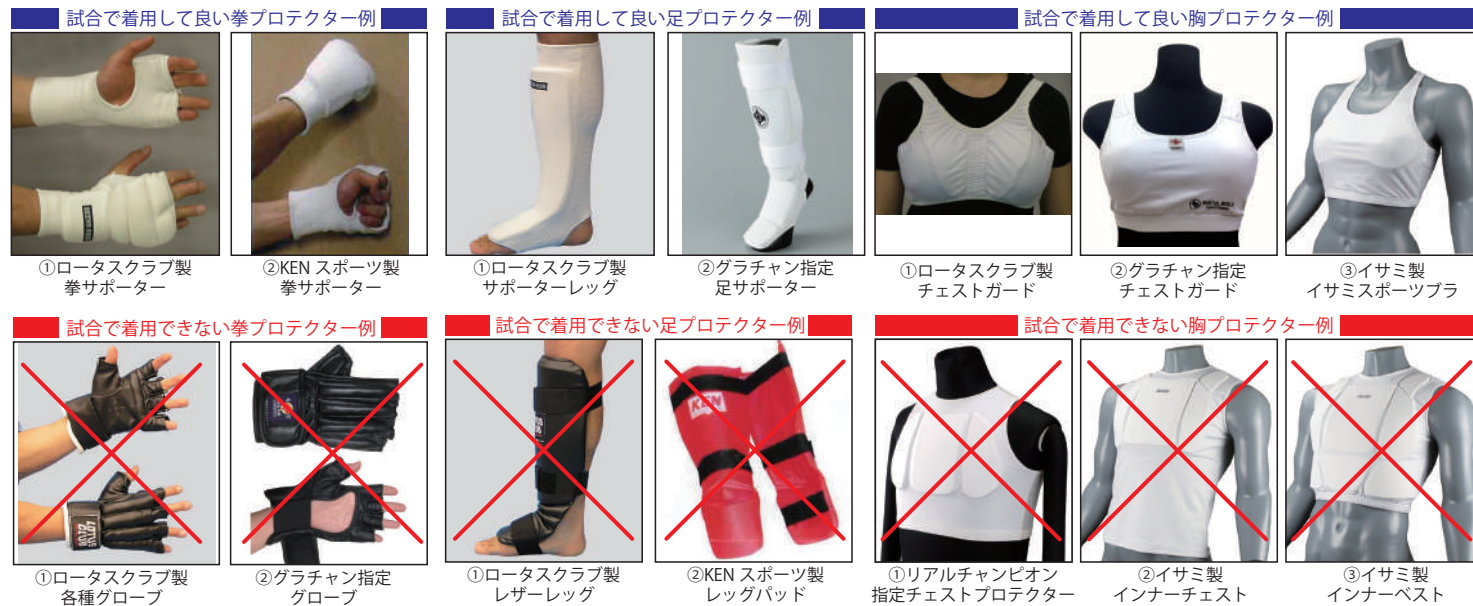 試合で着用して良い拳プロテクター例
試合で着用して良い足プロテクター例
試合で着用して良い胸プロテクター例
①ロータスクラブ製
拳サポーター
②KEN スポーツ製
拳サポーター
①ロータスクラブ製
サポーターレッグ
②グラチャン指定
足サポーター
①ロータスクラブ製
チェストガード
②グラチャン指定
チェストガード
③イサミ製
イサミスポーツブラ
試合で着用できない拳プロテクター例
試合で着用できない足プロテクター例
試合で着用できない胸プロテクター例
KEN
LOTUS
CLUB
①ロータスクラブ製
各種グローブ
②グラチャン指定
グローブ
①ロータスクラブ製
レザーレッグ
②KEN スポーツ製
レッグパッド
①リアルチャンピオン
指定チェストプロテクター
②イサミ製
インナーチェスト
③イサミ製
インナーベスト